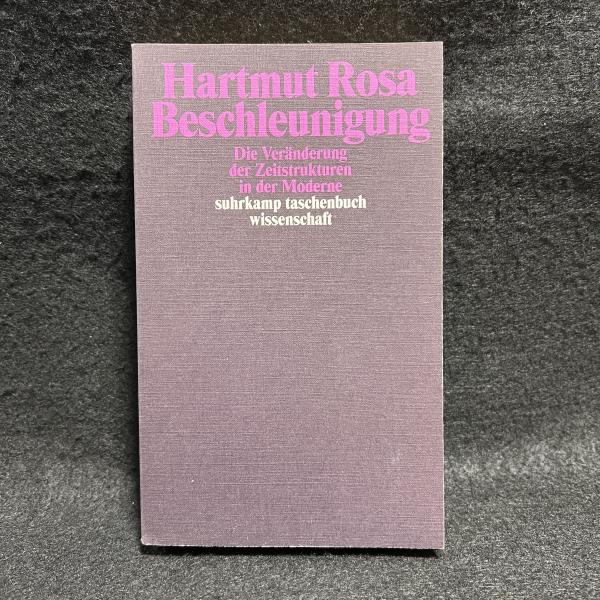 Hartmut Rosa
Beschleunigung
Die Veränderung
der Zeitstrukturen
in der Moderne
suhrkamp taschenbuch
wissenschaft